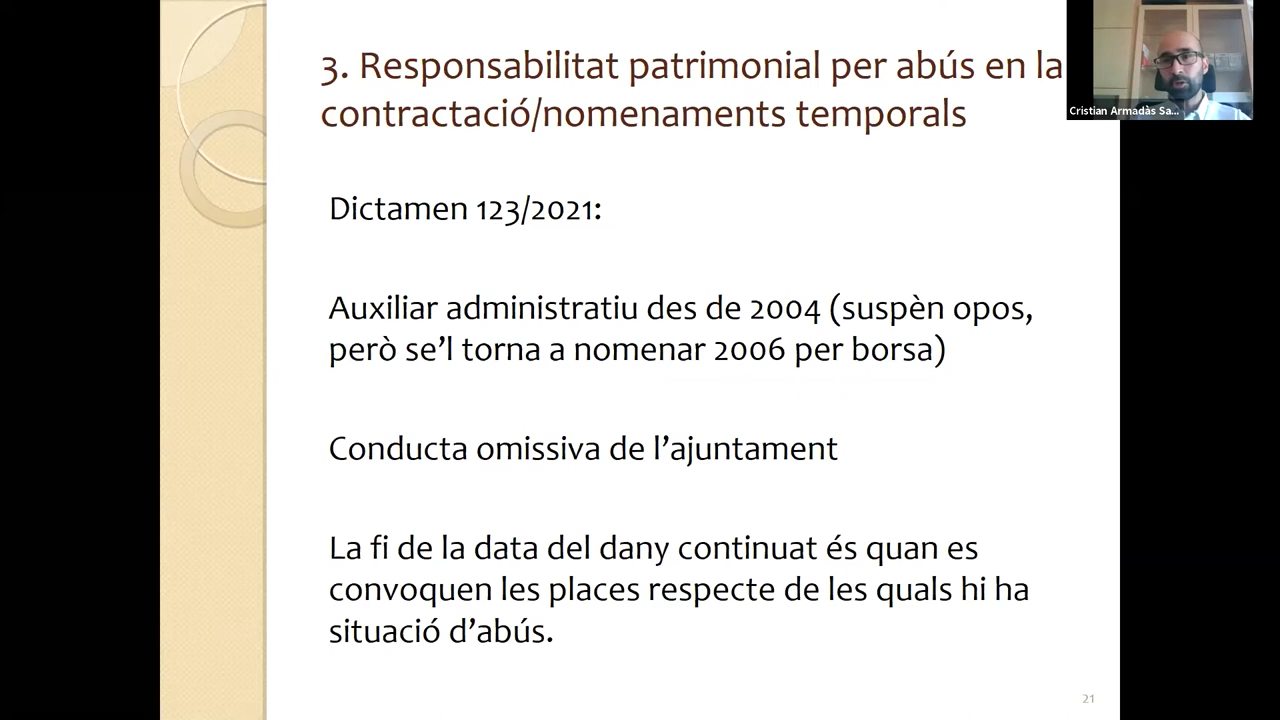 3. Responsabilitat patrimonial per abús en la
contractació/nomenaments temporals
Cristian Armadàs Sa...
Dictamen 123/2021:
Auxiliar administratiu des de 2004 (suspèn opos,
però se’l torna a nomenar 2006 per borsa)
Conducta omissiva de l’ajuntament
La fi de la data del dany continuat és quan es
convoquen les places respecte de les quals hi ha
situació d’abús.
21